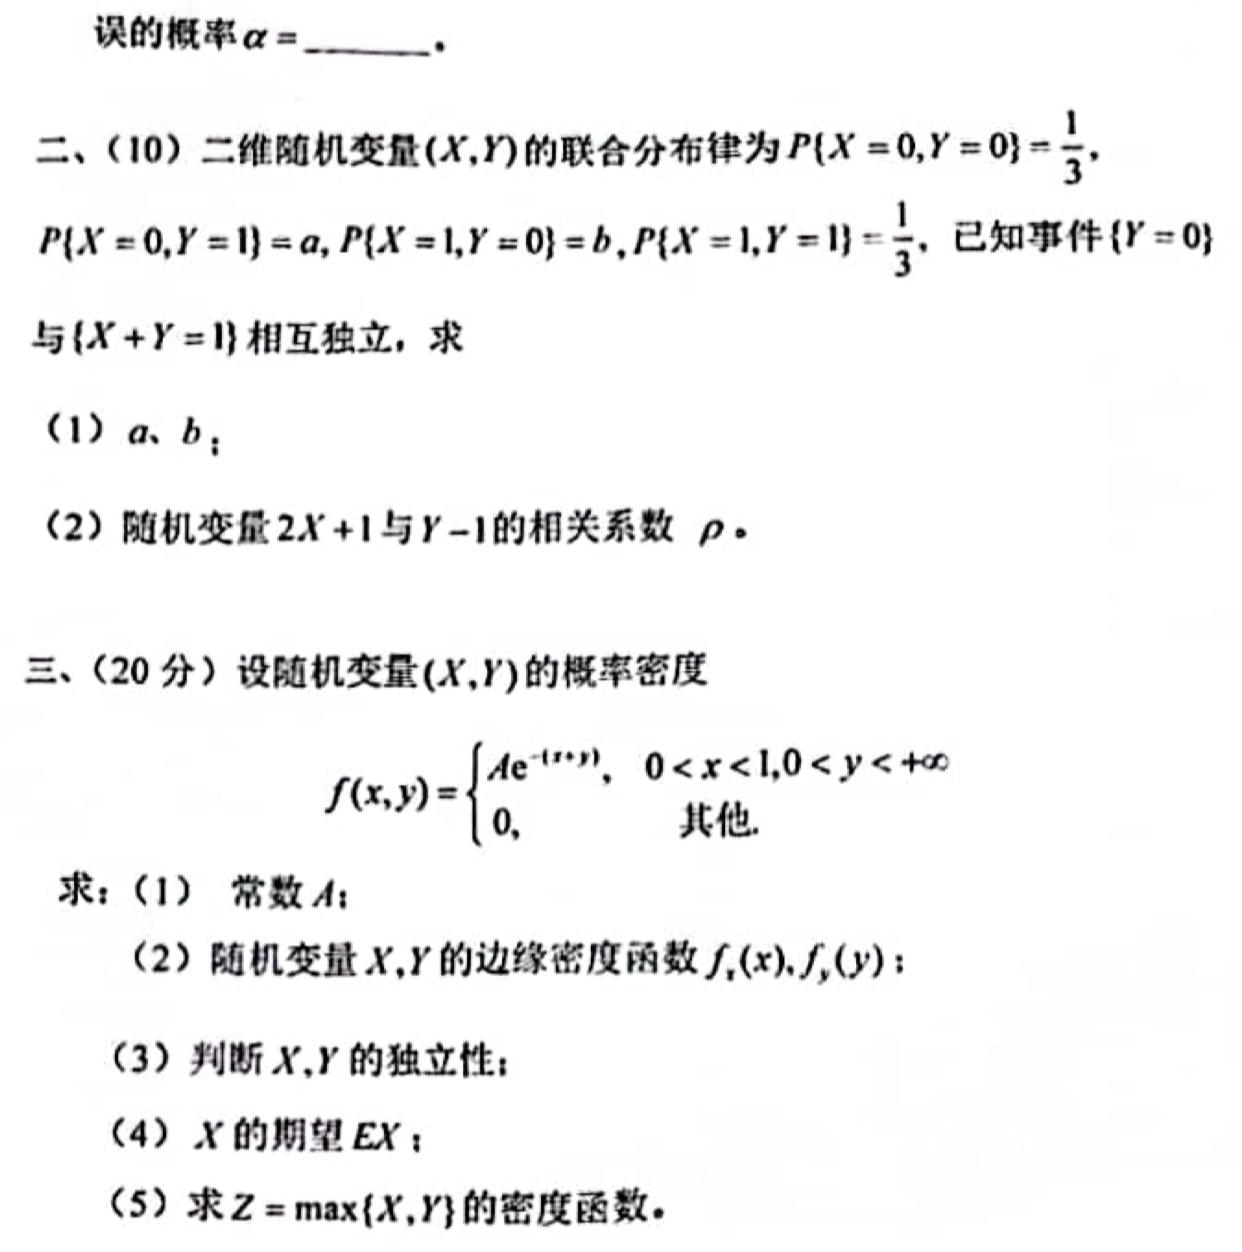 误的概率α=______.
二、（10）二维随机变量(X,Y)的联合分布律为P{X=0,Y=0}=1/3,
P{X=0,Y=1}=a, P{X=1,Y=0}=b, P{X=1,Y=1}=1/3, 已知事件{Y=0}
与{X+Y=1}相互独立，求
（1）a、b；
（2）随机变量2X+1与Y-1的相关系数 ρ。
三、（20分）设随机变量(X,Y)的概率密度
f(x,y)={Ae^{-(x+y)}, 0<x<1,0<y<+∞
0, 其他.
求：（1） 常数A；
（2）随机变量X,Y的边缘密度函数f_x(x)、f_y(y)；
（3）判断X,Y的独立性；
（4）X的期望EX；
（5）求Z=max{X,Y}的密度函数。